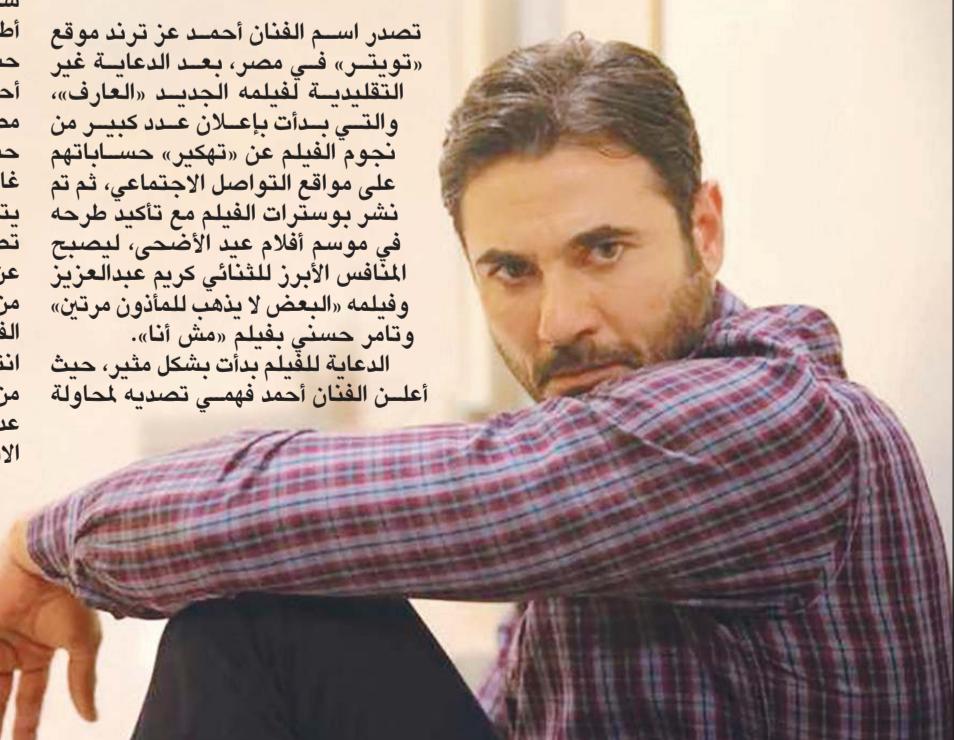 تصدر اسم الفنان أحمد عز ترند موقع
«تويتر» في مصر، بعد الدعاية غير
التقليدية لفيلمه الجديد «العارف»،
والتي بدأت بإعلان عدد كبير من
نجوم الفيلم عن «تهكير» حساباتهم
على مواقع التواصل الاجتماعي، ثم تم
نشر بوسترات الفيلم مع تأكيد طرحه
في موسم أفلام عيد الأضحى، ليصبح
المنافس الأبرز للثنائي كريم عبدالعزيز
وفيلمه «البعض لا يذهب للمأذون مرتين»
وتامر حسني بفيلم «مش أنا».
الدعاية للفيلم بدأت بشكل مثير، حيث
أعلن الفنان أحمد فهمي تصديه لمحاولة